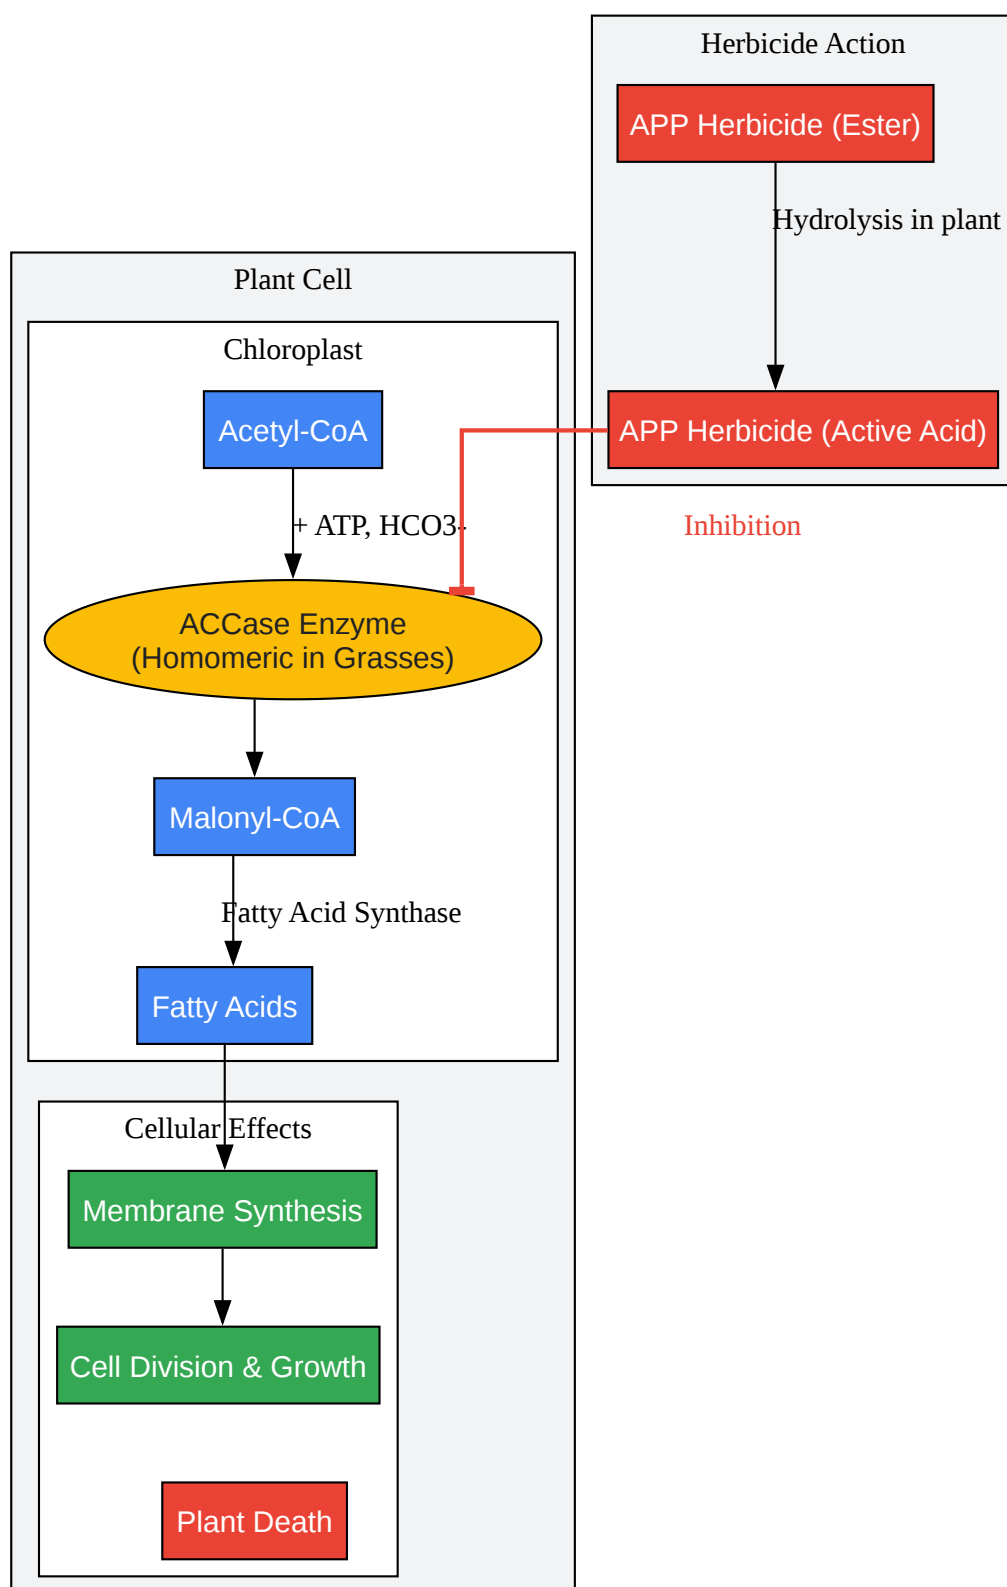 Herbicide Action
APP Herbicide (Ester)
Hydrolysis in plant
APP Herbicide (Active Acid)
Inhibition
Plant Cell
Chloroplast
Acetyl-CoA
+ ATP, HCO3-
ACCase Enzyme
(Homomeric in Grasses)
Malonyl-CoA
Fatty Acid Synthase
Fatty Acids
Cellular Effects
Membrane Synthesis
Cell Division & Growth
Plant Death